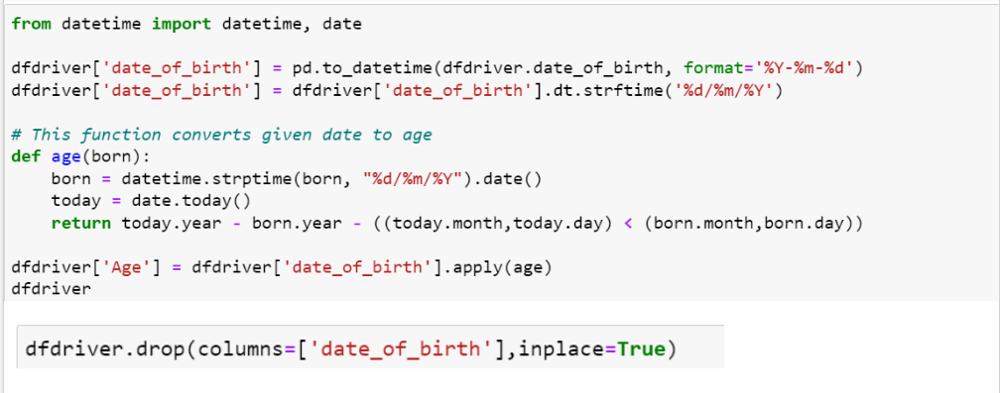 from datetime import datetime, date
dfdriver['date_of_birth'] = pd.to_datetime(dfdriver.date_of_birth, format='%Y-%m-%d')
dfdriver['date_of_birth'] = dfdriver['date_of_birth'].dt.strftime('%d/%m/%Y')
# This function converts given date to age
def age(born):
    born = datetime.strptime(born, "%d/%m/%Y").date()
    today = date.today()
    return today.year - born.year - ((today.month,today.day) < (born.month,born.day))
dfdriver['Age'] = dfdriver['date_of_birth'].apply(age)
dfdriver
dfdriver.drop(columns=['date_of_birth'],inplace=True)